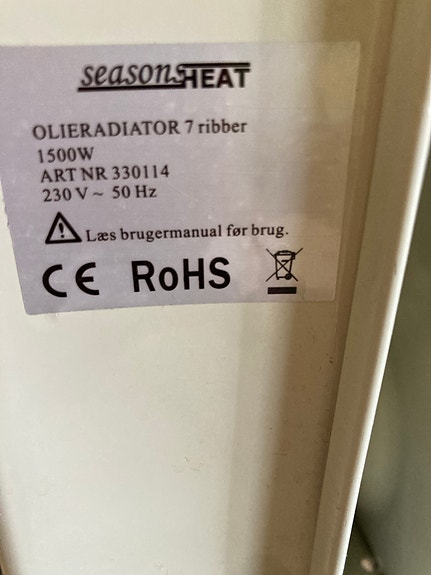 seasonsHEAT
OLIERADIATOR 7 ribber
1500W
ART NR 330114
230 V ~ 50 Hz
Læs brugermanual før brug.
CE RoHS